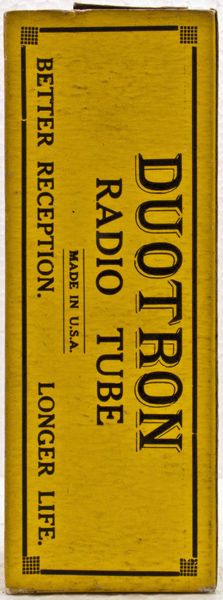 DUOTRON
RADIO TUBE
MADE IN U.S.A.
BETTER RECEPTION. LONGER LIFE.